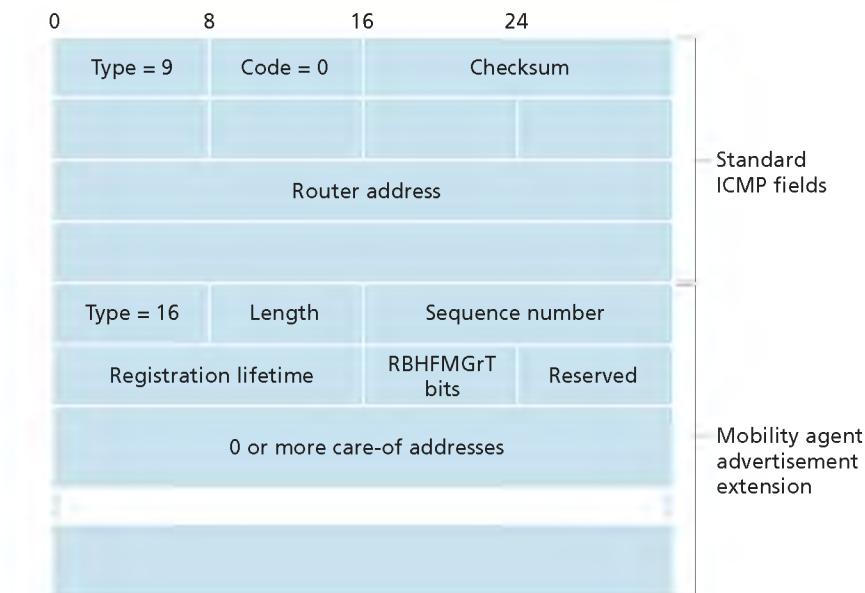 0 8 16 24
Type = 9 Code = 0 Checksum
Standard
ICMP fields
Router address
Type = 16 Length Sequence number
Registration lifetime RBHFMGrT
bits Reserved
0 or more care-of addresses
Mobility agent
advertisement
extension